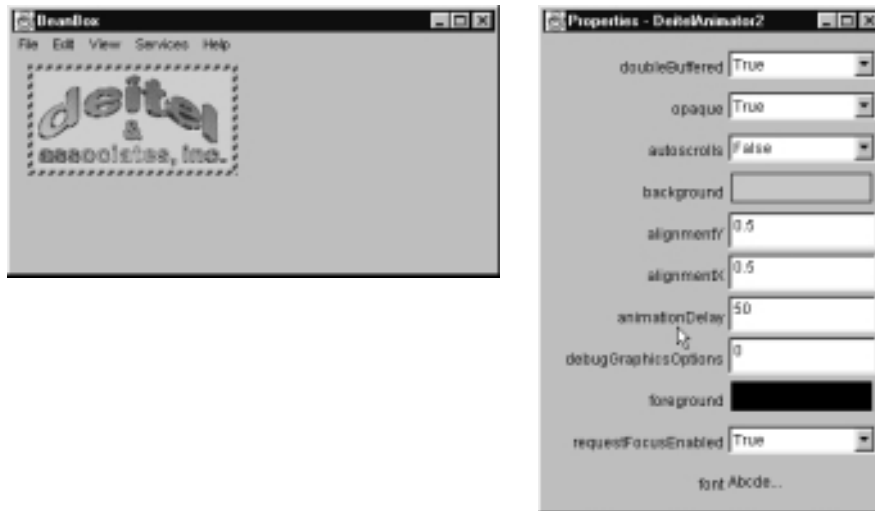 BeanBox
File Edit View Services Help
deitel
&
associates, inc.
Properties - DeitelAnimator2
doubleBuffered True
opaque True
autoscrolls False
background
alignmentY 0.5
alignmentX 0.5
animationDelay 50
debugGraphicsOptions 0
foreground
requestFocusEnabled True
font Abcde...